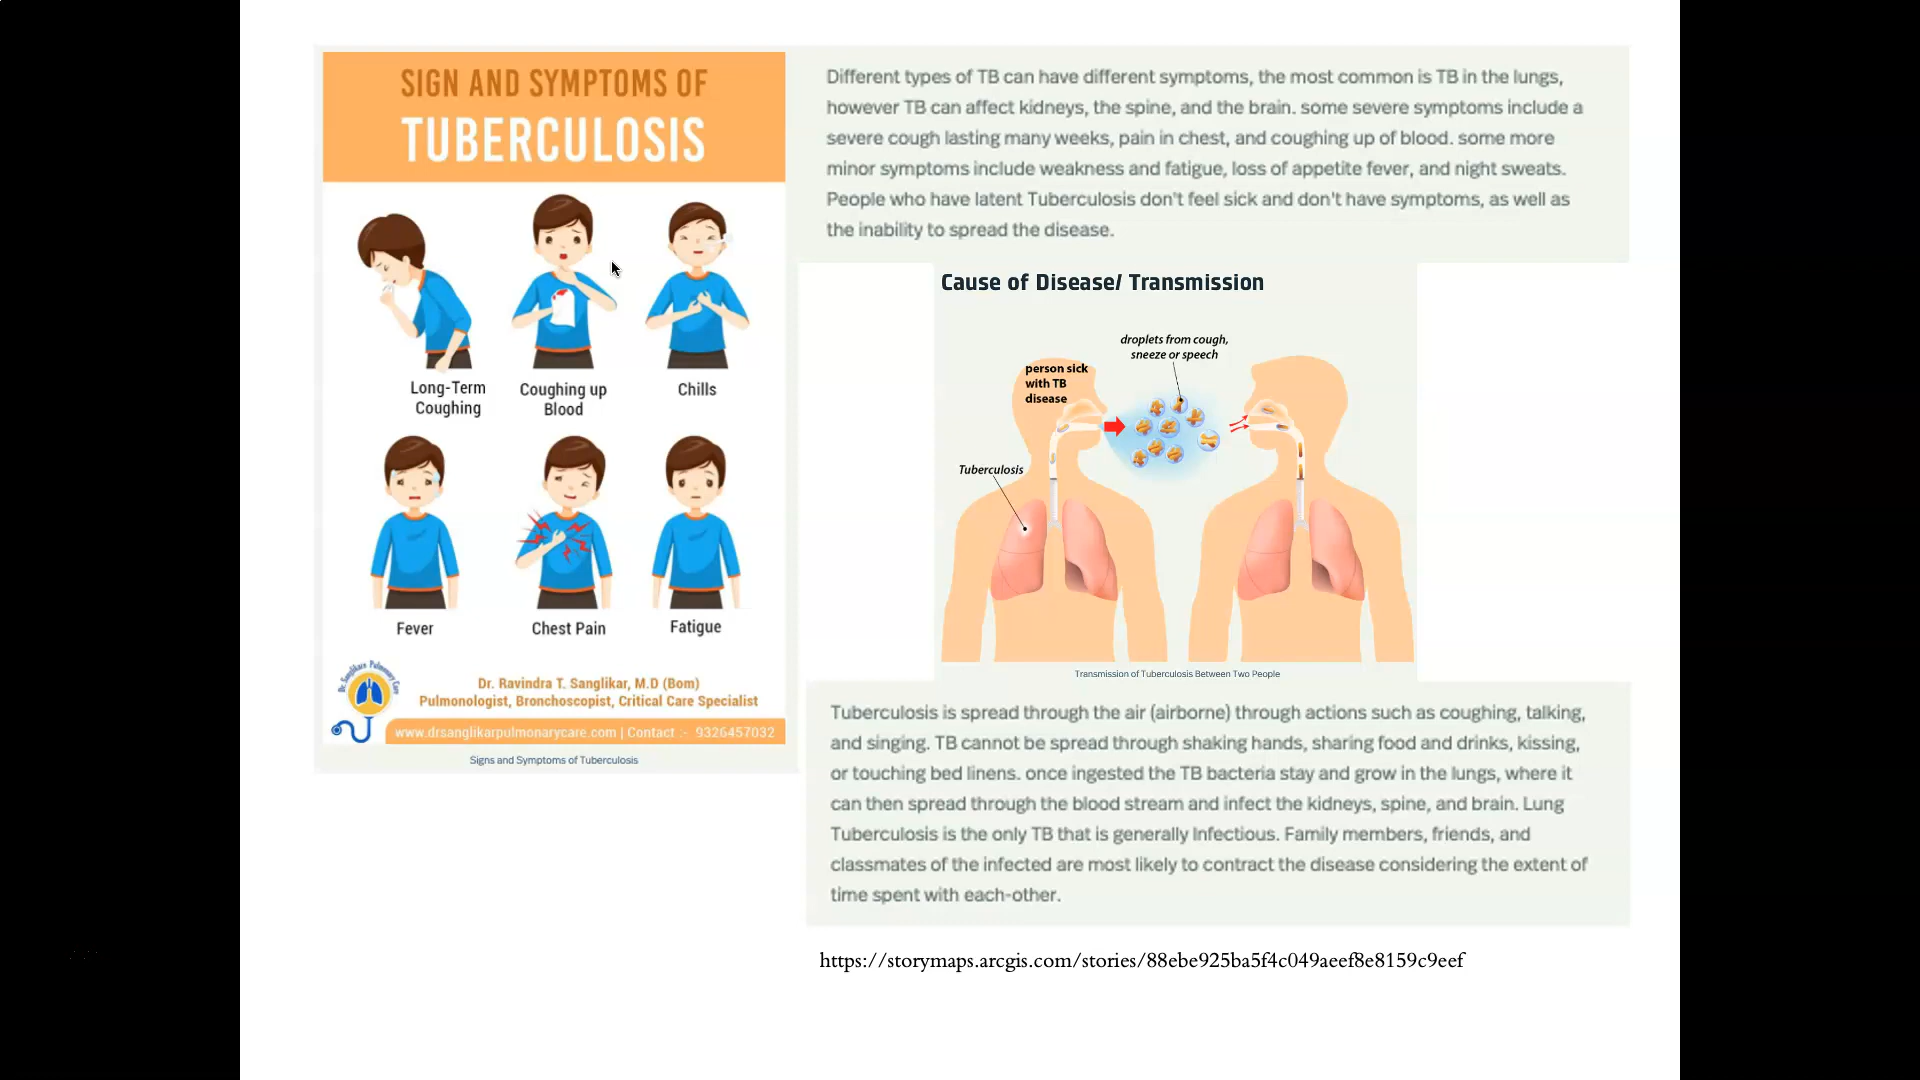 SIGN AND SYMPTOMS OF
TUBERCULOSIS
Long-Term
Coughing
Coughing up
Blood
Chills
Fever
Chest Pain
Fatigue
Dr. Sanglikars Pulmonary Care
Dr. Ravindra T. Sanglikar, M.D (Bom)
Pulmonologist, Bronchoscopist, Critical Care Specialist
www.drsanglikarpulmonarycare.com | Contact :- 9326457032
Signs and Symptoms of Tuberculosis
Different types of TB can have different symptoms, the most common is TB in the lungs,
however TB can affect kidneys, the spine, and the brain. some severe symptoms include a
severe cough lasting many weeks, pain in chest, and coughing up of blood. some more
minor symptoms include weakness and fatigue, loss of appetite fever, and night sweats.
People who have latent Tuberculosis don't feel sick and don't have symptoms, as well as
the inability to spread the disease.
Cause of Disease/ Transmission
droplets from cough,
sneeze or speech
person sick
with TB
disease
Tuberculosis
Transmission of Tuberculosis Between Two People
Tuberculosis is spread through the air (airborne) through actions such as coughing, talking,
and singing. TB cannot be spread through shaking hands, sharing food and drinks, kissing,
or touching bed linens. once ingested the TB bacteria stay and grow in the lungs, where it
can then spread through the blood stream and infect the kidneys, spine, and brain. Lung
Tuberculosis is the only TB that is generally Infectious. Family members, friends, and
classmates of the infected are most likely to contract the disease considering the extent of
time spent with each-other.
https://storymaps.arcgis.com/stories/88ebe925ba5f4c049aeef8e8159c9eef